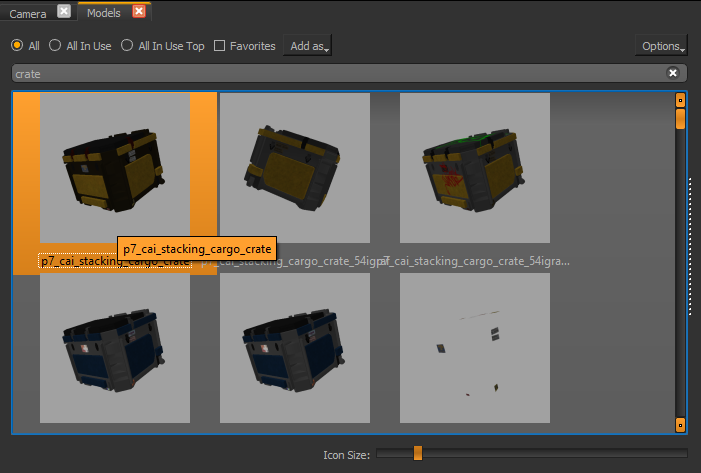 Camera Models
All All In Use All In Use Top Favorites Add as Options
crate
p7_cai_stacking_cargo_crate
p7_cai_stacking_cargo_crate p7_cai_stacking_cargo_crate_54igra p7_cai_stacking_cargo_crate_54igra...
Icon Size: